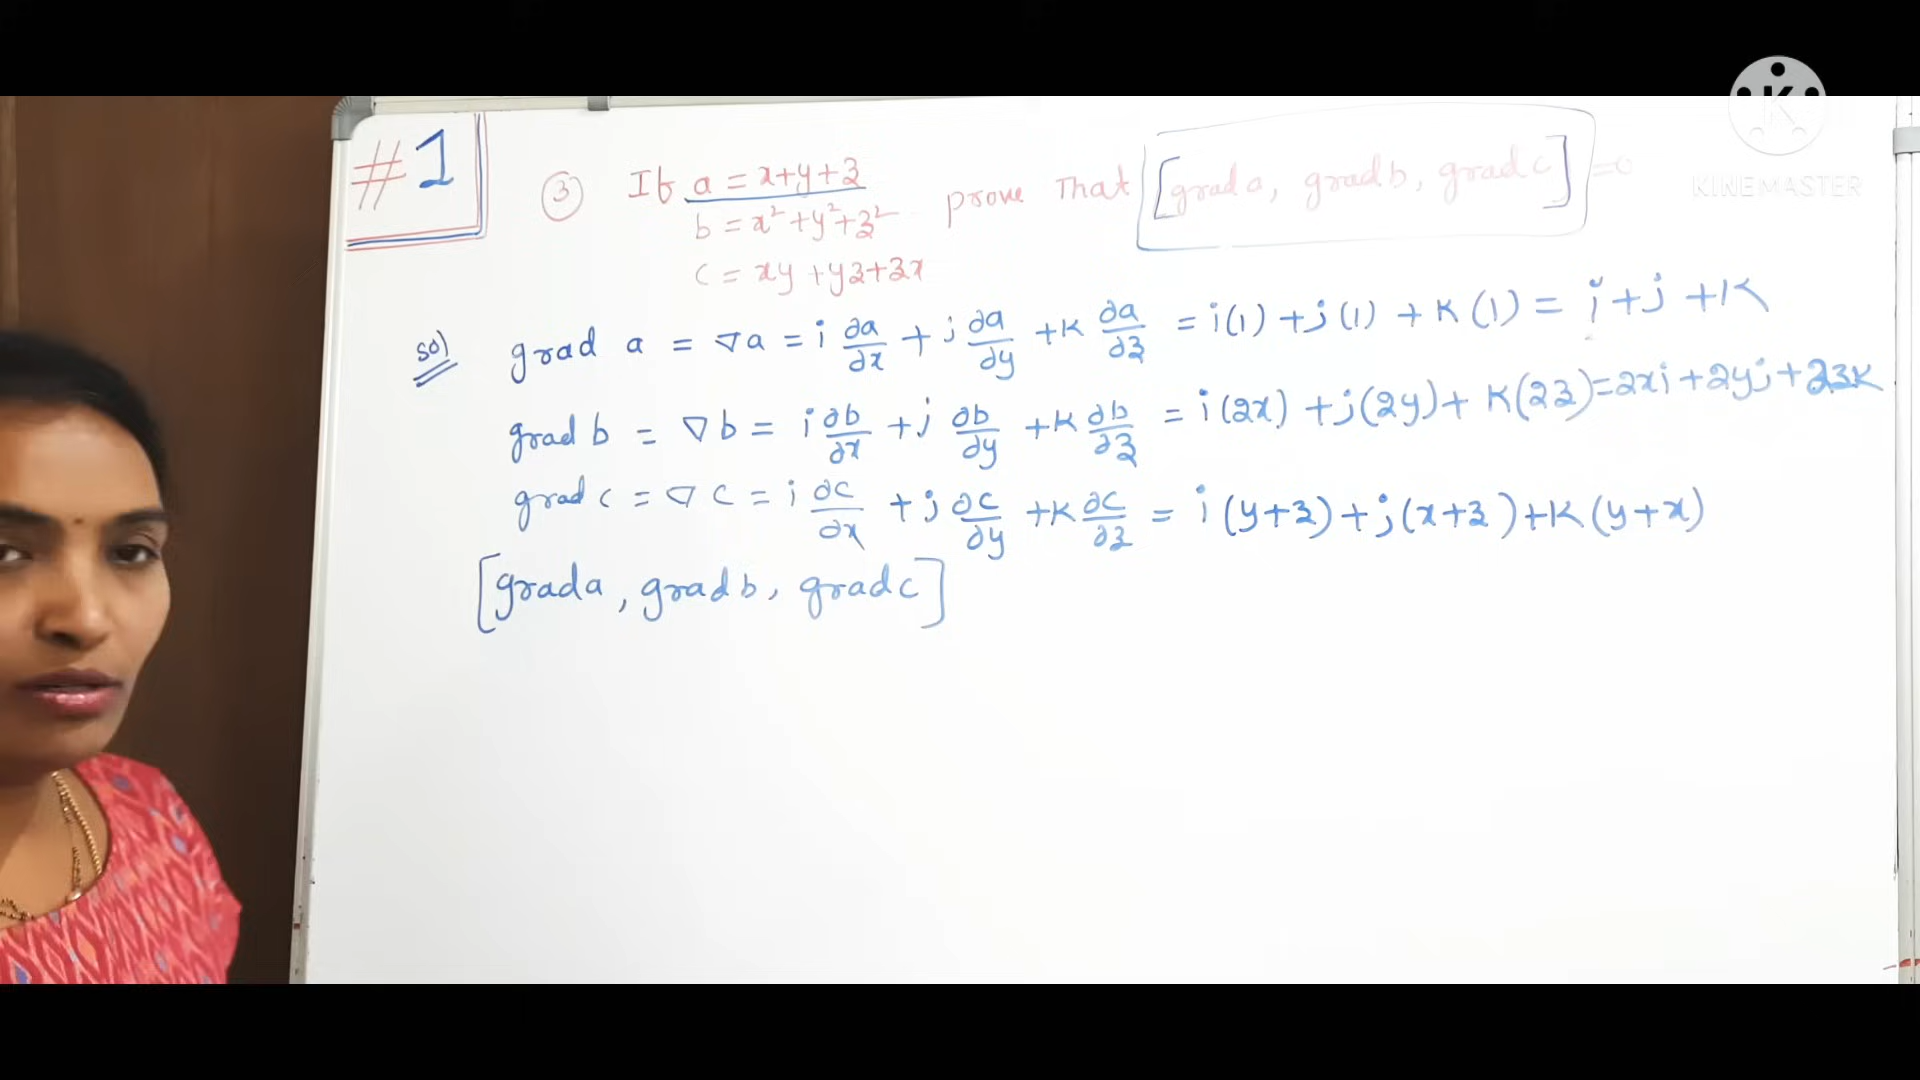 #1
③ If a = x+y+z prove that [grad a, grad b, grad c] = 0
b = x²+y²+z²
c = xy+yz+zx
Sol) grad a = ∇a = i ∂a/∂x + j ∂a/∂y + k ∂a/∂z = i(1) + j(1) + k(1) = i+j+k
grad b = ∇b = i ∂b/∂x + j ∂b/∂y + k ∂b/∂z = i(2x) + j(2y) + k(2z) = 2xi+2yj+2zk
grad c = ∇c = i ∂c/∂x + j ∂c/∂y + k ∂c/∂z = i(y+z) + j(x+z) + k(y+x)
[grad a, grad b, grad c]
K
KINEMASTER